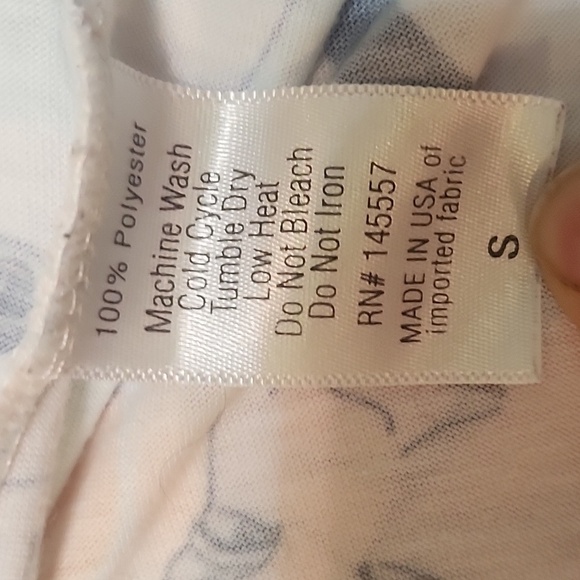 100% Polyester
Machine Wash
Cold Cycle
Tumble Dry
Low Heat
Do Not Bleach
Do Not Iron
RN# 145557
MADE IN USA of
imported fabric
S